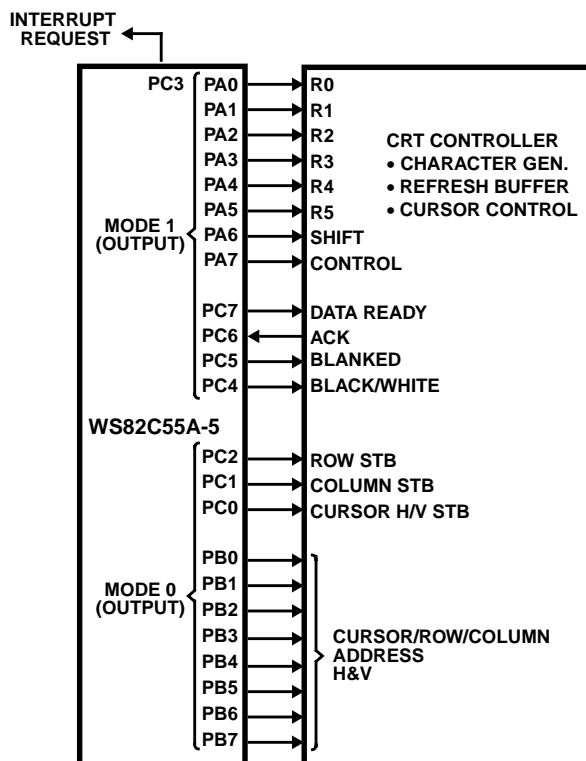 INTERRUPT
REQUEST
PC3 PA0 R0
PA1 R1
PA2 R2
CRT CONTROLLER
PA3 R3
• CHARACTER GEN.
PA4 R4
• REFRESH BUFFER
PA5 R5
• CURSOR CONTROL
MODE 1
(OUTPUT)
PA6 SHIFT
PA7 CONTROL
PC7 DATA READY
PC6 ACK
PC5 BLANKED
PC4 BLACK/WHITE
WS82C55A-5
PC2 ROW STB
PC1 COLUMN STB
PC0 CURSOR H/V STB
PB0
PB1
MODE 0
(OUTPUT)
PB2
PB3
PB4
PB5
PB6
PB7
CURSOR/ROW/COLUMN
ADDRESS
H&V